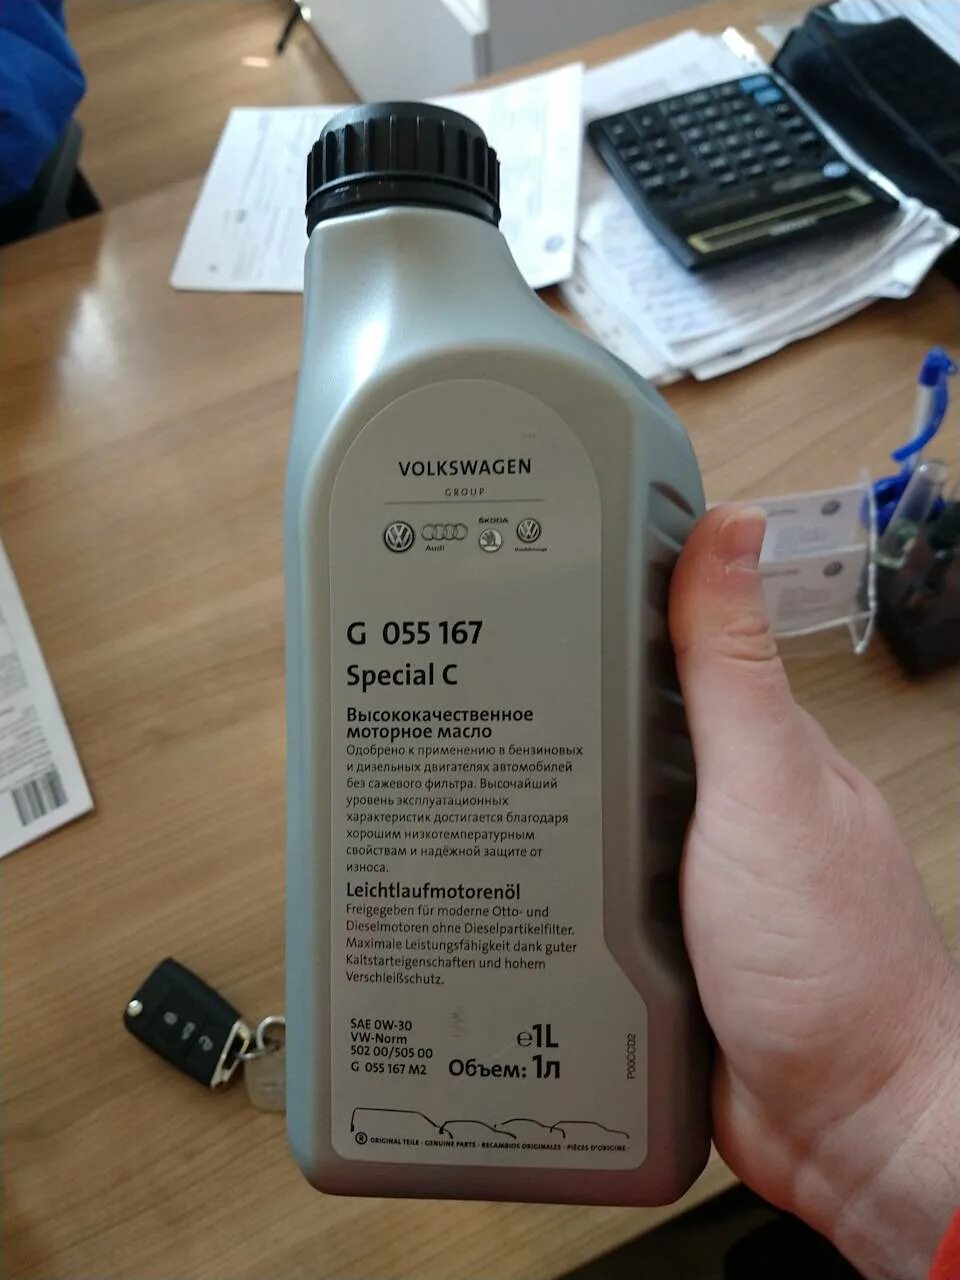 VOLKSWAGEN
GROUP
Audi
ŠKODA
G 055 167
Special C
Высококачественное
моторное масло
Одобрено к применению в бензиновых
и дизельных двигателях автомобилей
без сажевого фильтра. Высочайший
уровень эксплуатационных
характеристик достигается благодаря
хорошим низкотемпературным
свойствам и надёжной защите от
износа.
Leichtlaufmotorenöl
Freigegeben für moderne Otto- und
Dieselmotoren ohne Dieselpartikelfilter.
Maximale Leistungsfähigkeit dank guter
Kaltstarteigenschaften und hohem
Verschleißschutz.
SAE 0W-30
VW-Norm
502 00/505 00
G 055 167 M2
℮1L
Объем: 1л
P00CCD2
® ORIGINAL TEILE · GENUINE PARTS · RECAMBIOS ORIGINALES · PIÈCES D'ORIGINE ·